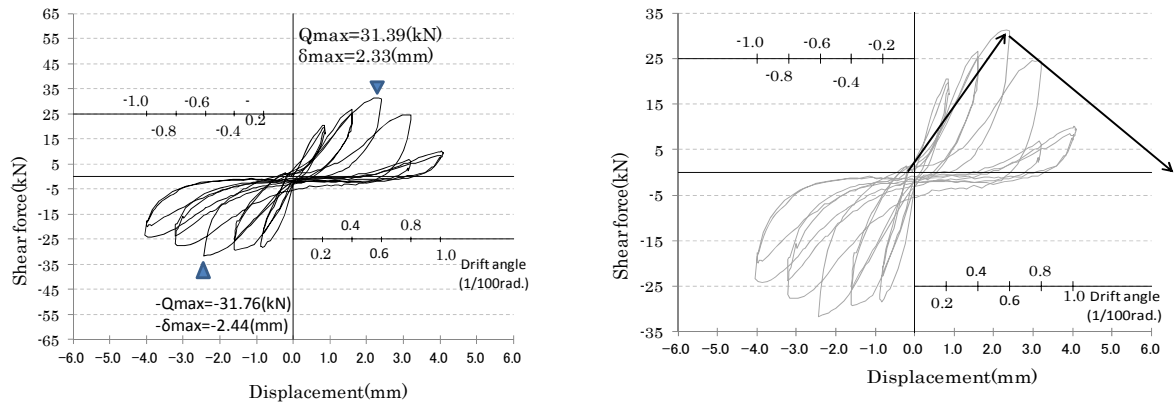 65
55
45
35
25
15
5
-5
-15
-25
-35
-45
-55
-65
Shear force(kN)
Qmax=31.39(kN)
δmax=2.33(mm)
-1.0 -0.6 -
0.2
-0.8 -0.4
0.4 0.8
0.2 0.6 1.0
Drift angle
(1/100rad.)
-Qmax=-31.76(kN)
-δmax=-2.44(mm)
-6.0 -5.0 -4.0 -3.0 -2.0 -1.0 0.0 1.0 2.0 3.0 4.0 5.0 6.0
Displacement(mm)
35
25
15
5
-5
-15
-25
-35
Shear force(kN)
-1.0 -0.6 -0.2
-0.8 -0.4
0.4 0.8
0.2 0.6 1.0 Drift angle
(1/100rad.)
-6.0 -5.0 -4.0 -3.0 -2.0 -1.0 0.0 1.0 2.0 3.0 4.0 5.0 6.0
Displacement(mm)